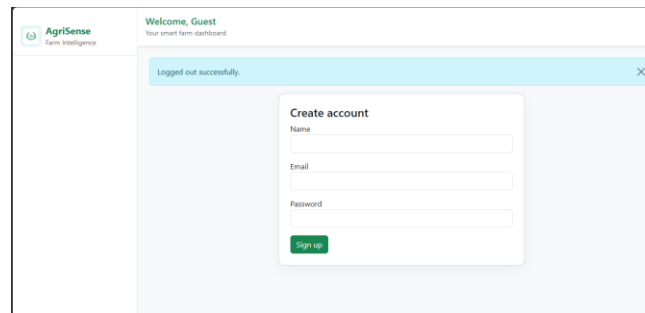 AgriSense
Farm Intelligence
Welcome, Guest
Your smart farm dashboard
Logged out successfully.
Create account
Name
Email
Password
Sign up